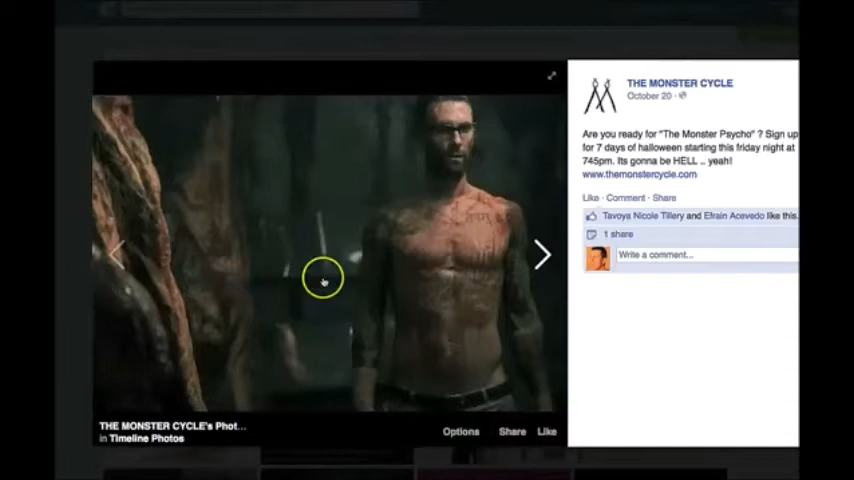 THE MONSTER CYCLE
October 20 ·
Are you ready for "The Monster Psycho" ? Sign up
for 7 days of halloween starting this friday night at
745pm. Its gonna be HELL .. yeah!
www.themonstercycle.com
Like · Comment · Share
Tavoya Nicole Tillery and Efrain Acevedo like this.
1 share
Write a comment...
THE MONSTER CYCLE's Phot...
in Timeline Photos
Options Share Like